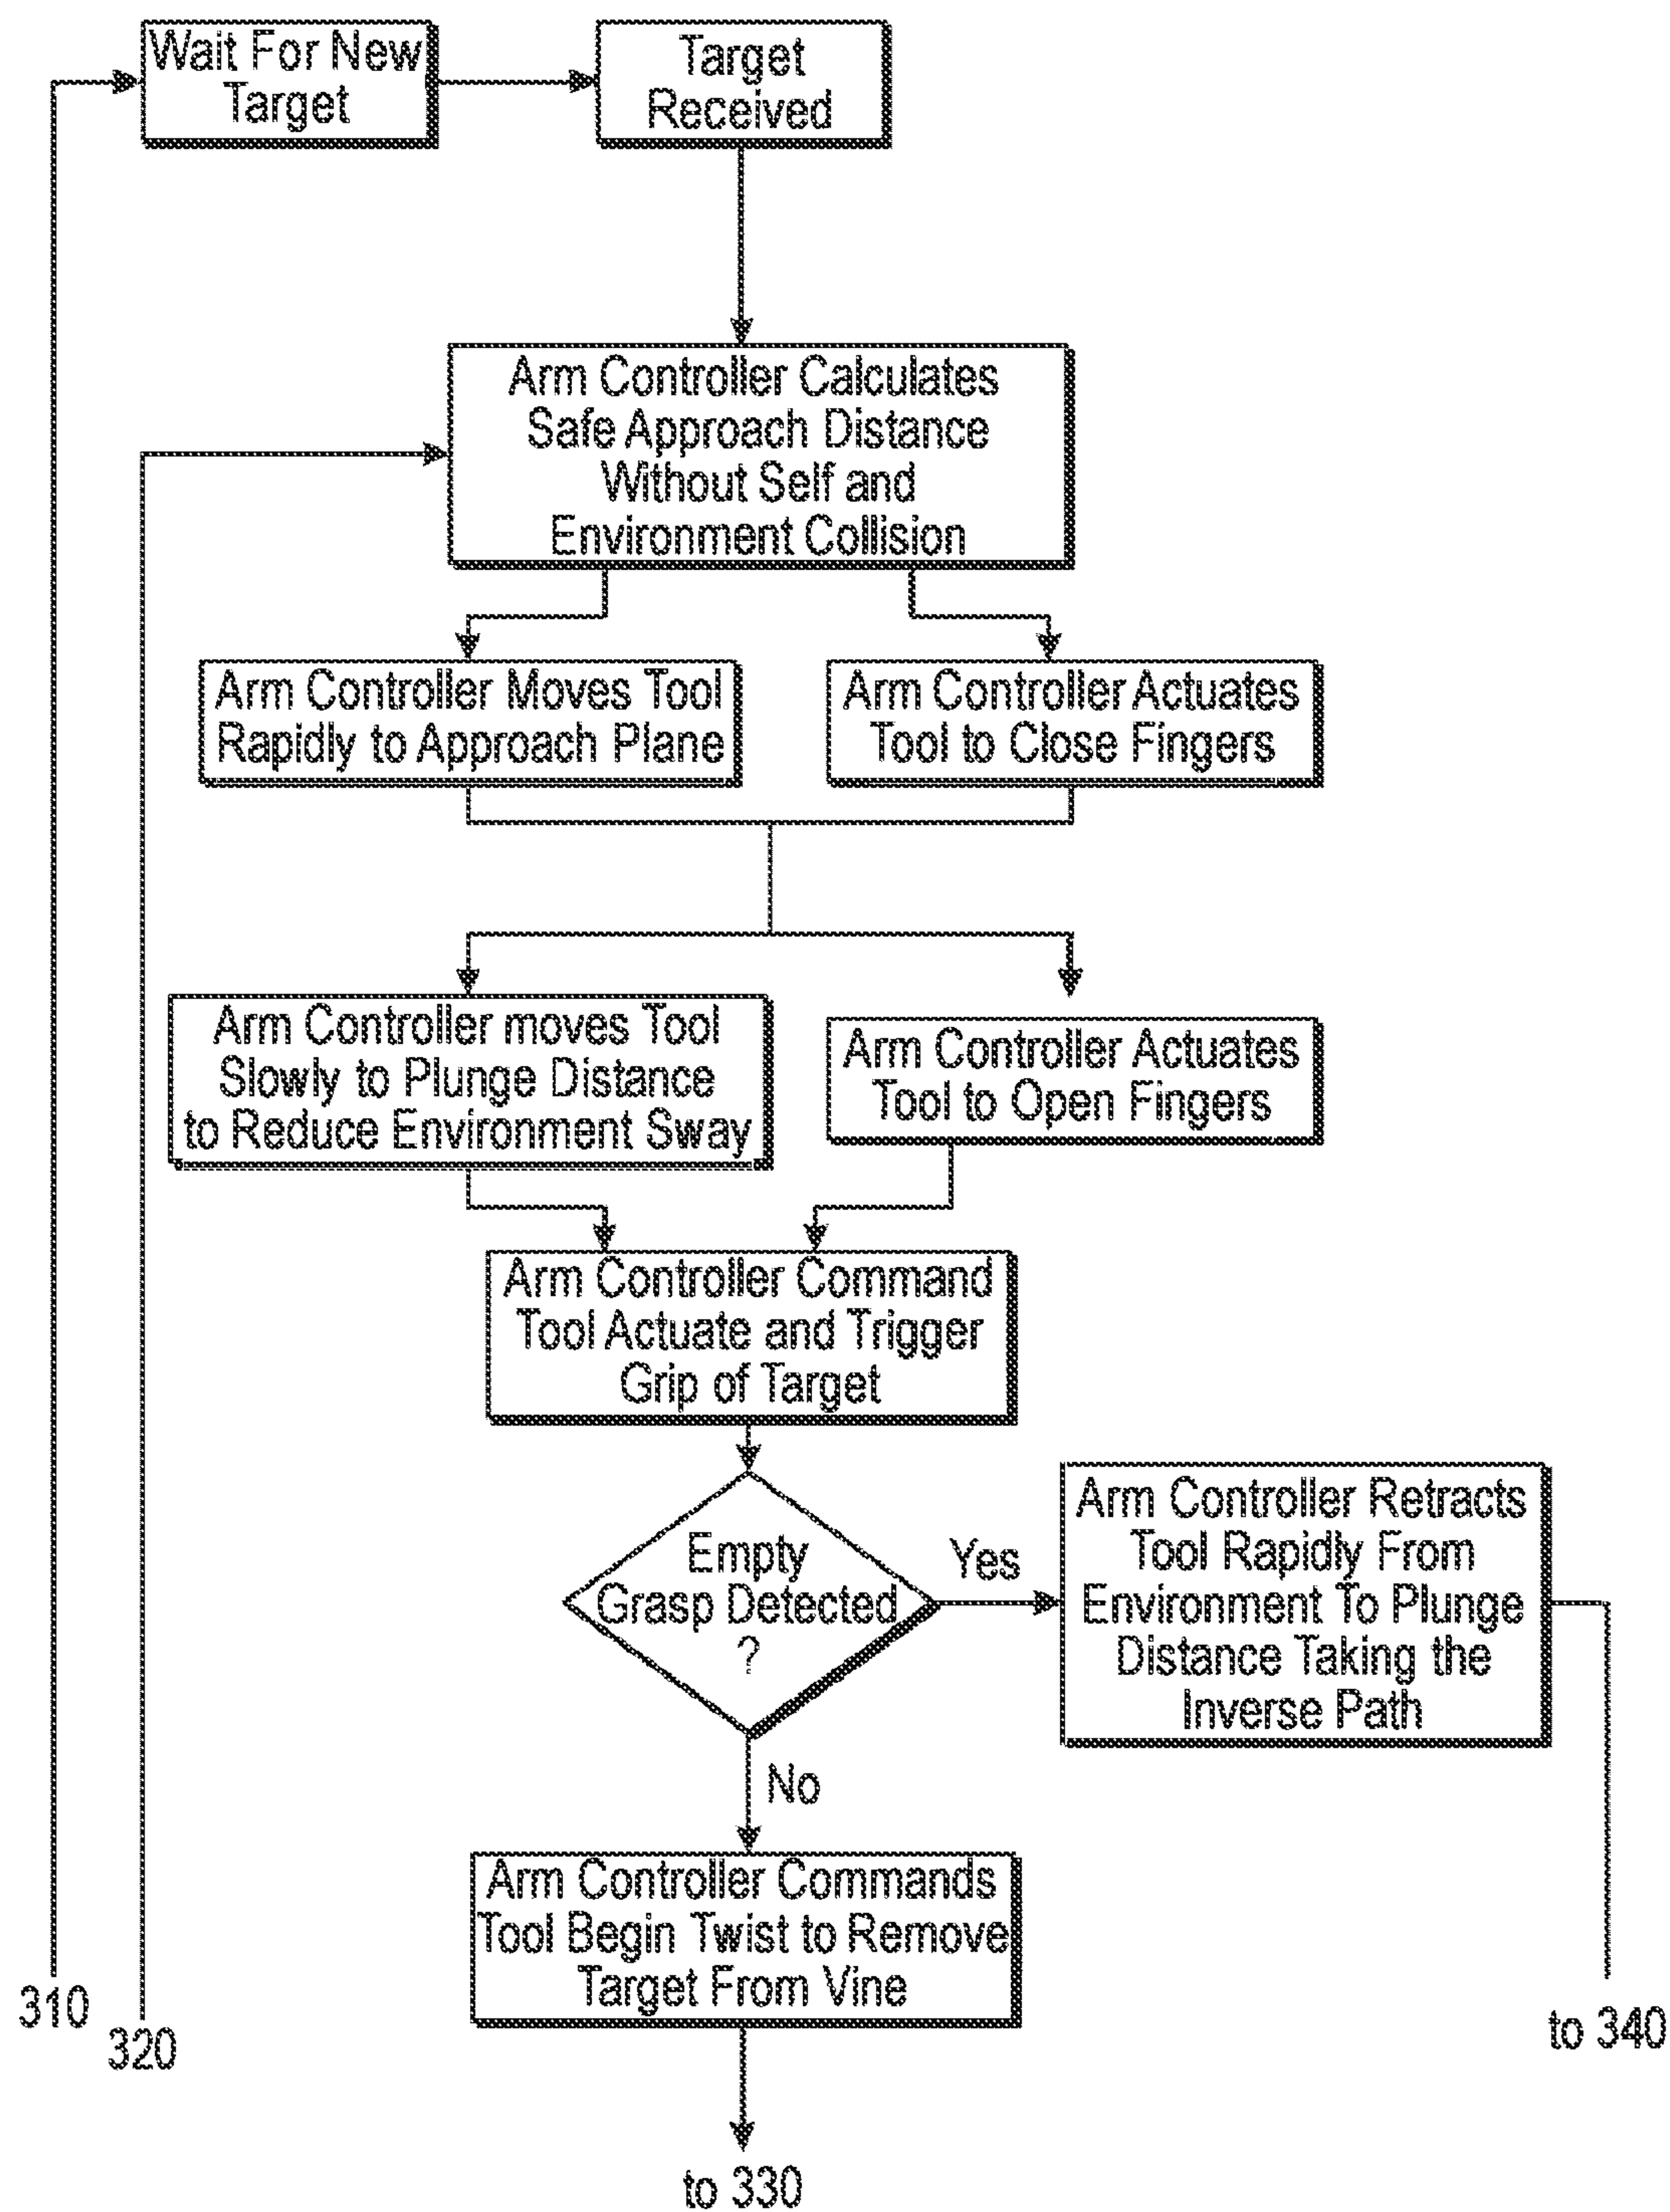 Wait For New
Target
Target
Received
Arm Controller Calculates
Safe Approach Distance
Without Self and
Environment Collision
Arm Controller Moves Tool
Rapidly to Approach Plane
Arm Controller Actuates
Tool to Close Fingers
Arm Controller moves Tool
Slowly to Plunge Distance
to Reduce Environment Sway
Arm Controller Actuates
Tool to Open Fingers
Arm Controller Command
Tool Actuate and Trigger
Grip of Target
Empty
Grasp Detected
?
Yes
Arm Controller Retracts
Tool Rapidly From
Environment To Plunge
Distance Taking the
Inverse Path
No
Arm Controller Commands
Tool Begin Twist to Remove
Target From Vine
310
320
to 340
to 330